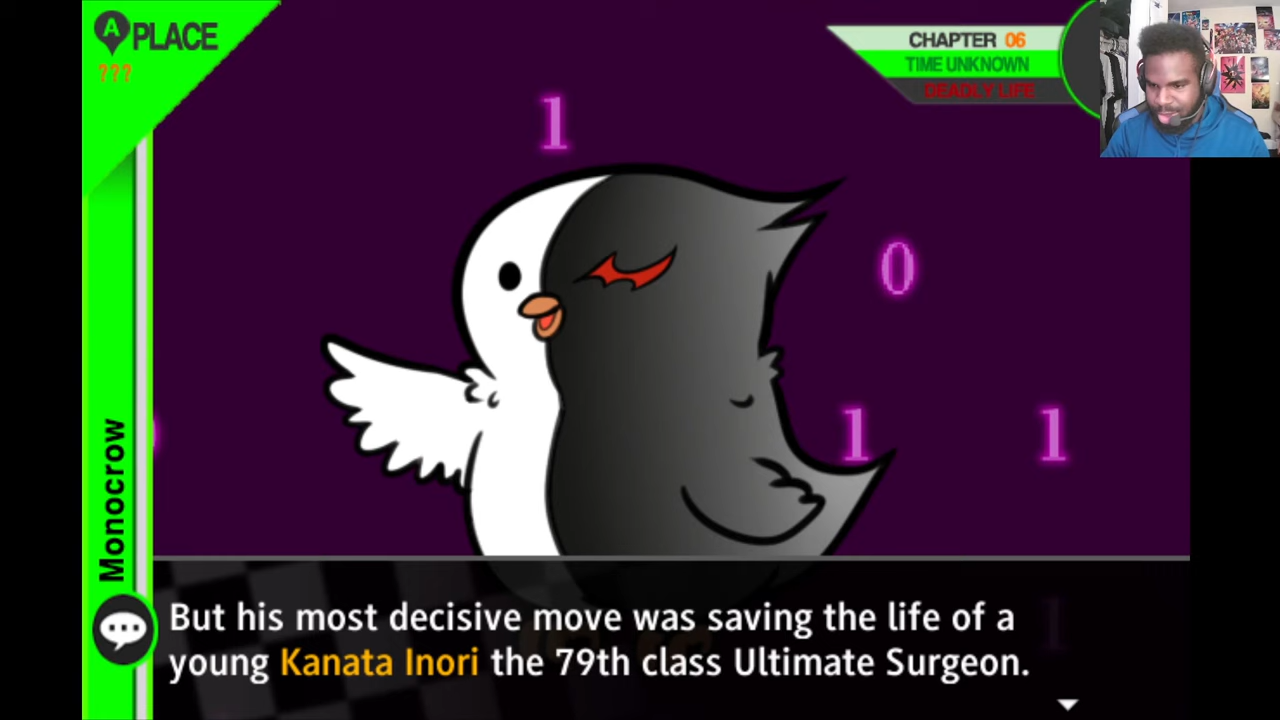 A PLACE
???
CHAPTER 06
TIME UNKNOWN
DEADLY LIFE
1
0
1 1
1
Monocrow
But his most decisive move was saving the life of a
young Kanata Inori the 79th class Ultimate Surgeon.